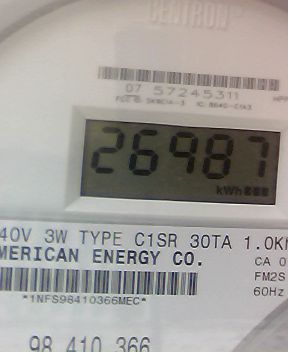 CENTRON
07 57245311
26987
kWh
40V 3W TYPE C1SR 30TA 1.0K
MERICAN ENERGY CO.
CA 0
FM2S
60Hz
*1NFS98410366MEC*
98 410 366